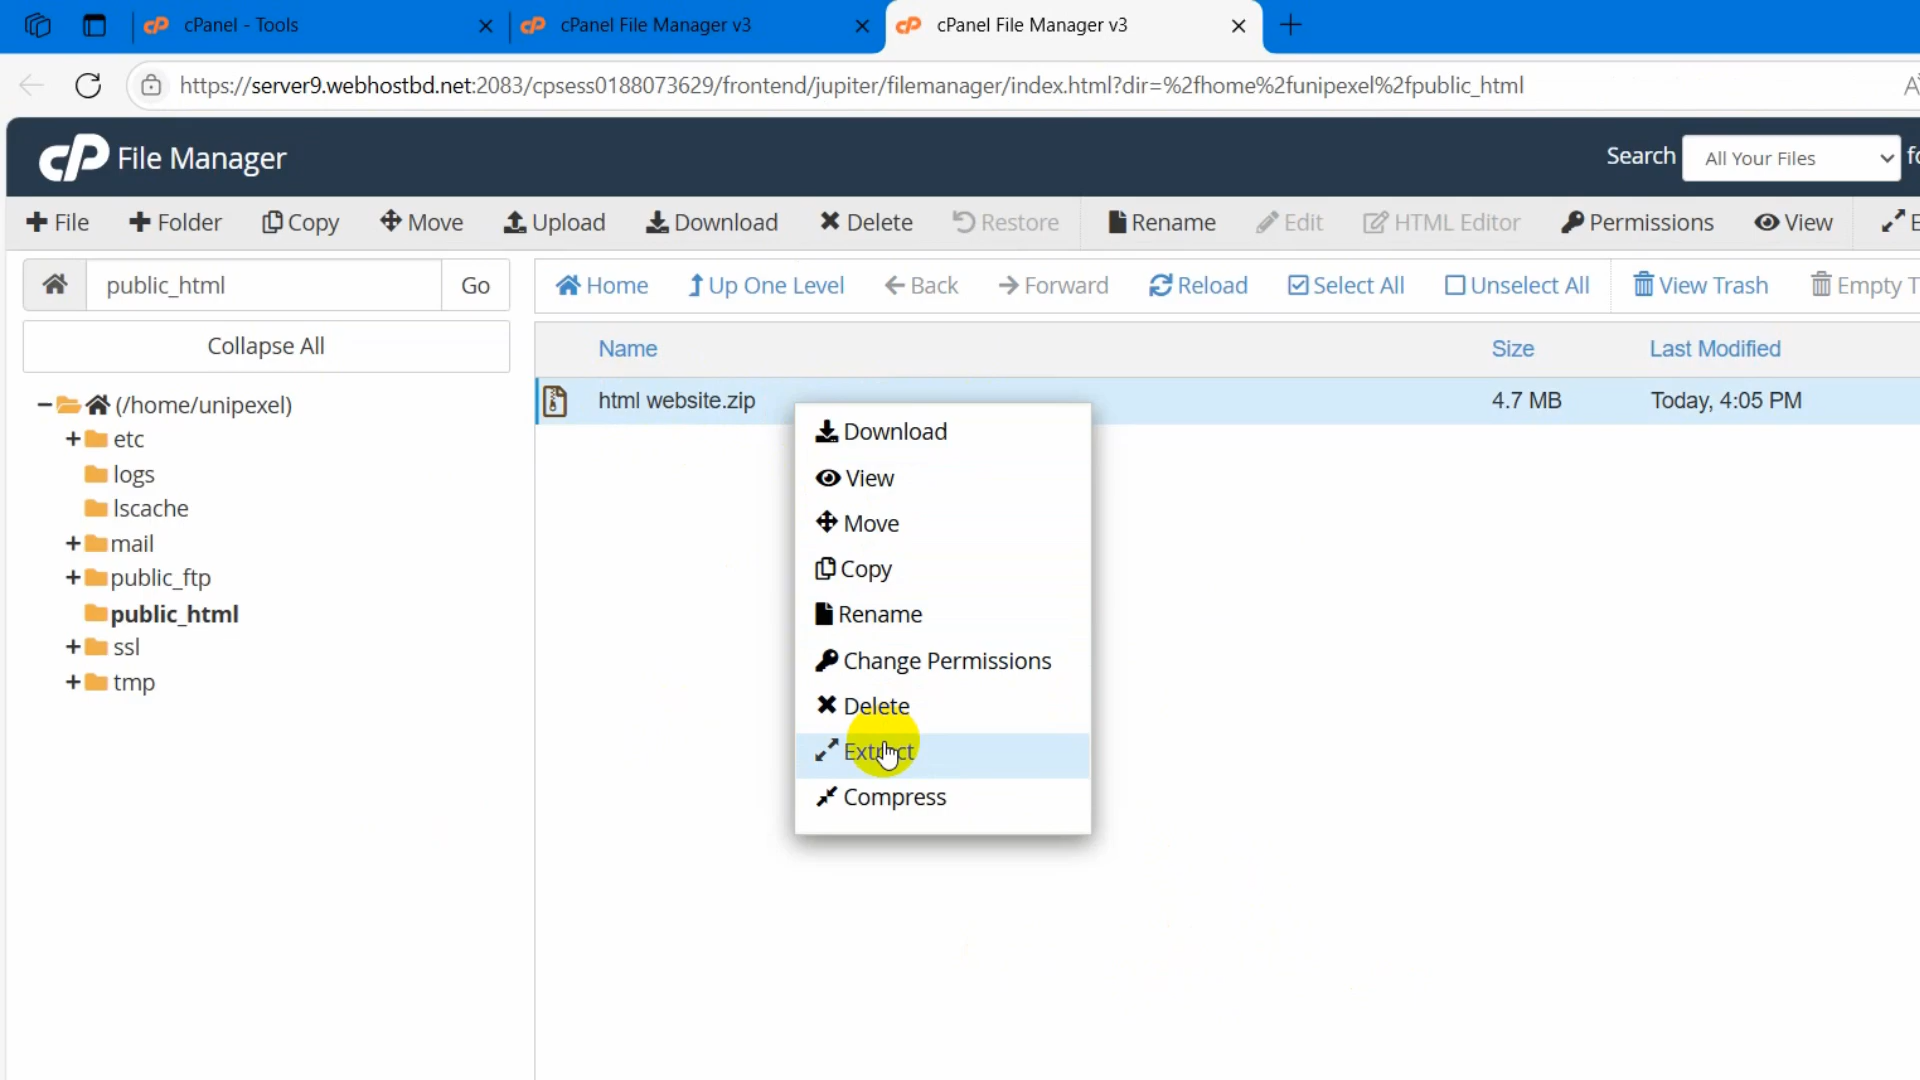 cPanel - Tools
cPanel File Manager v3
cPanel File Manager v3
https://server9.webhostbd.net:2083/cpsess0188073629/frontend/jupiter/filemanager/index.html?dir=%2fhome%2funipexel%2fpublic_html
cP File Manager
Search All Your Files
File Folder Copy Move Upload Download Delete Restore Rename Edit HTML Editor Permissions View
public_html Go
Home Up One Level Back Forward Reload Select All Unselect All View Trash Empty
Collapse All
Name Size Last Modified
html website.zip 4.7 MB Today, 4:05 PM
(/home/unipexel)
etc
logs
lscache
mail
public_ftp
public_html
ssl
tmp
Download
View
Move
Copy
Rename
Change Permissions
Delete
Extract
Compress